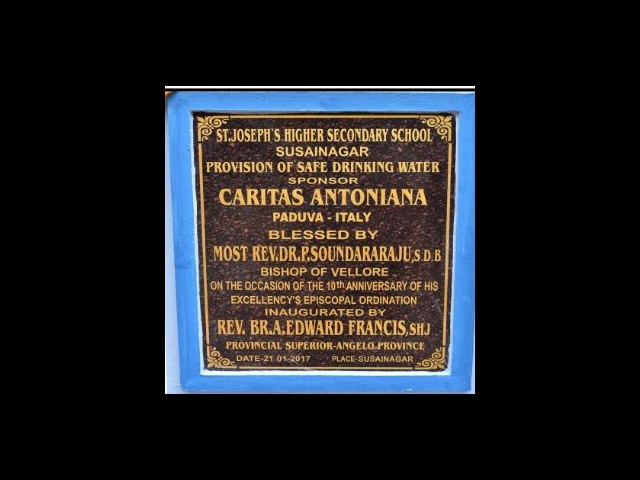 ST.JOSEPH'S HIGHER SECONDARY SCHOOL
SUSAINAGAR
PROVISION OF SAFE DRINKING WATER
SPONSOR
CARITAS ANTONIANA
PADUVA - ITALY
BLESSED BY
MOST REV.DR.P.SOUNDARARAJU,S.D.B
BISHOP OF VELLORE
ON THE OCCASION OF THE 10th ANNIVERSARY OF HIS
EXCELLENCY'S EPISCOPAL ORDINATION
INAUGURATED BY
REV. BR.A.EDWARD FRANCIS,SHJ
PROVINCIAL SUPERIOR-ANGELO PROVINCE
DATE-21 01-2017 PLACE-SUSAINAGAR